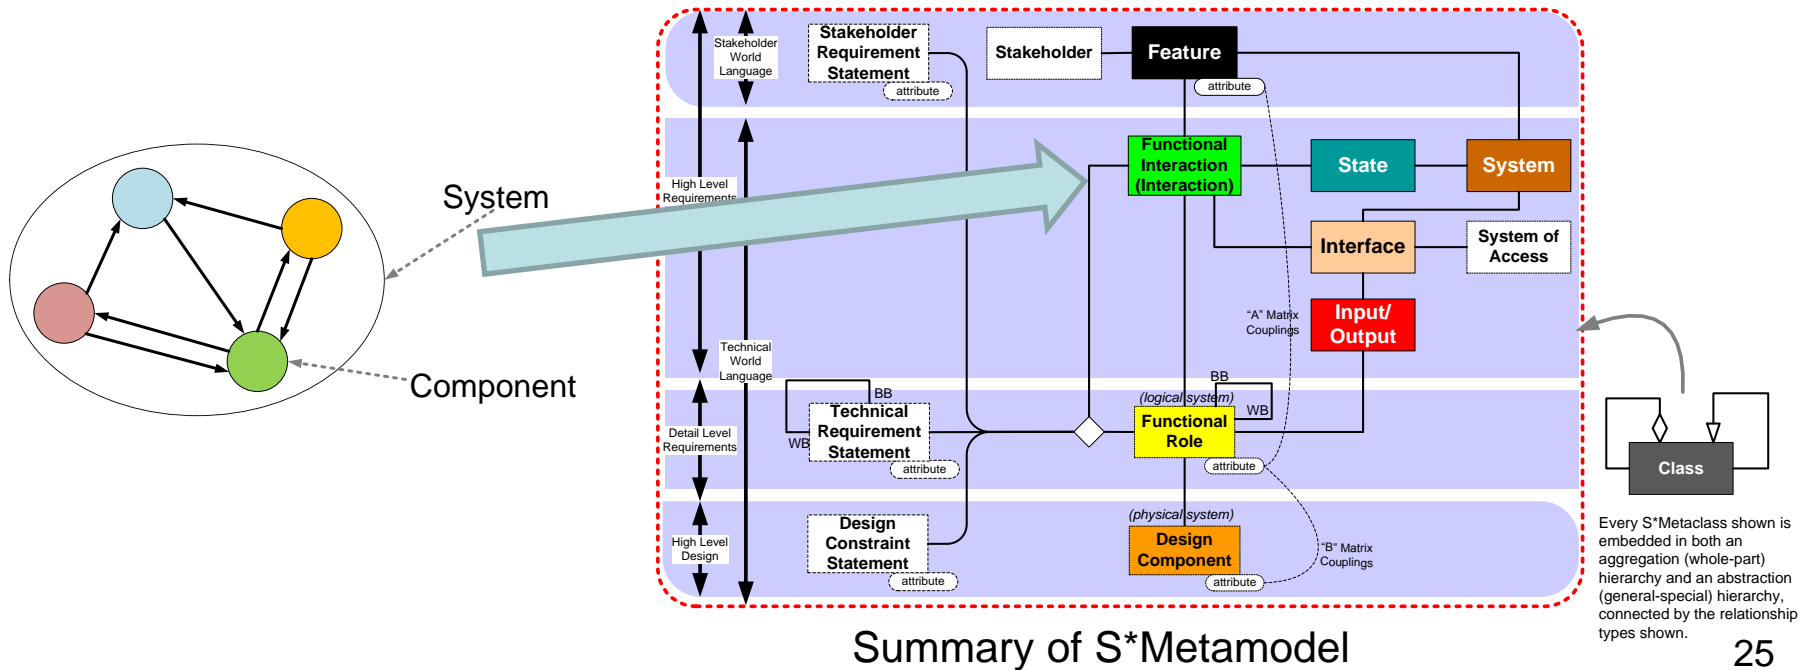 System
Component
Stakeholder
World
Language
High Level
Requirements
Technical
World
Language
Detail Level
Requirements
High Level
Design
Stakeholder
Requirement
Statement
attribute
Stakeholder
Feature
attribute
Functional
Interaction
(Interaction)
State
System
Interface
System of
Access
"A" Matrix
Couplings
Input/
Output
BB
WB
Technical
Requirement
Statement
attribute
(logical system)
BB
WB
Functional
Role
attribute
Design
Constraint
Statement
attribute
(physical system)
Design
Component
attribute
"B" Matrix
Couplings
Class
Every S*Metaclass shown is
embedded in both an
aggregation (whole-part)
hierarchy and an abstraction
(general-special) hierarchy,
connected by the relationship
types shown.
Summary of S*Metamodel
25